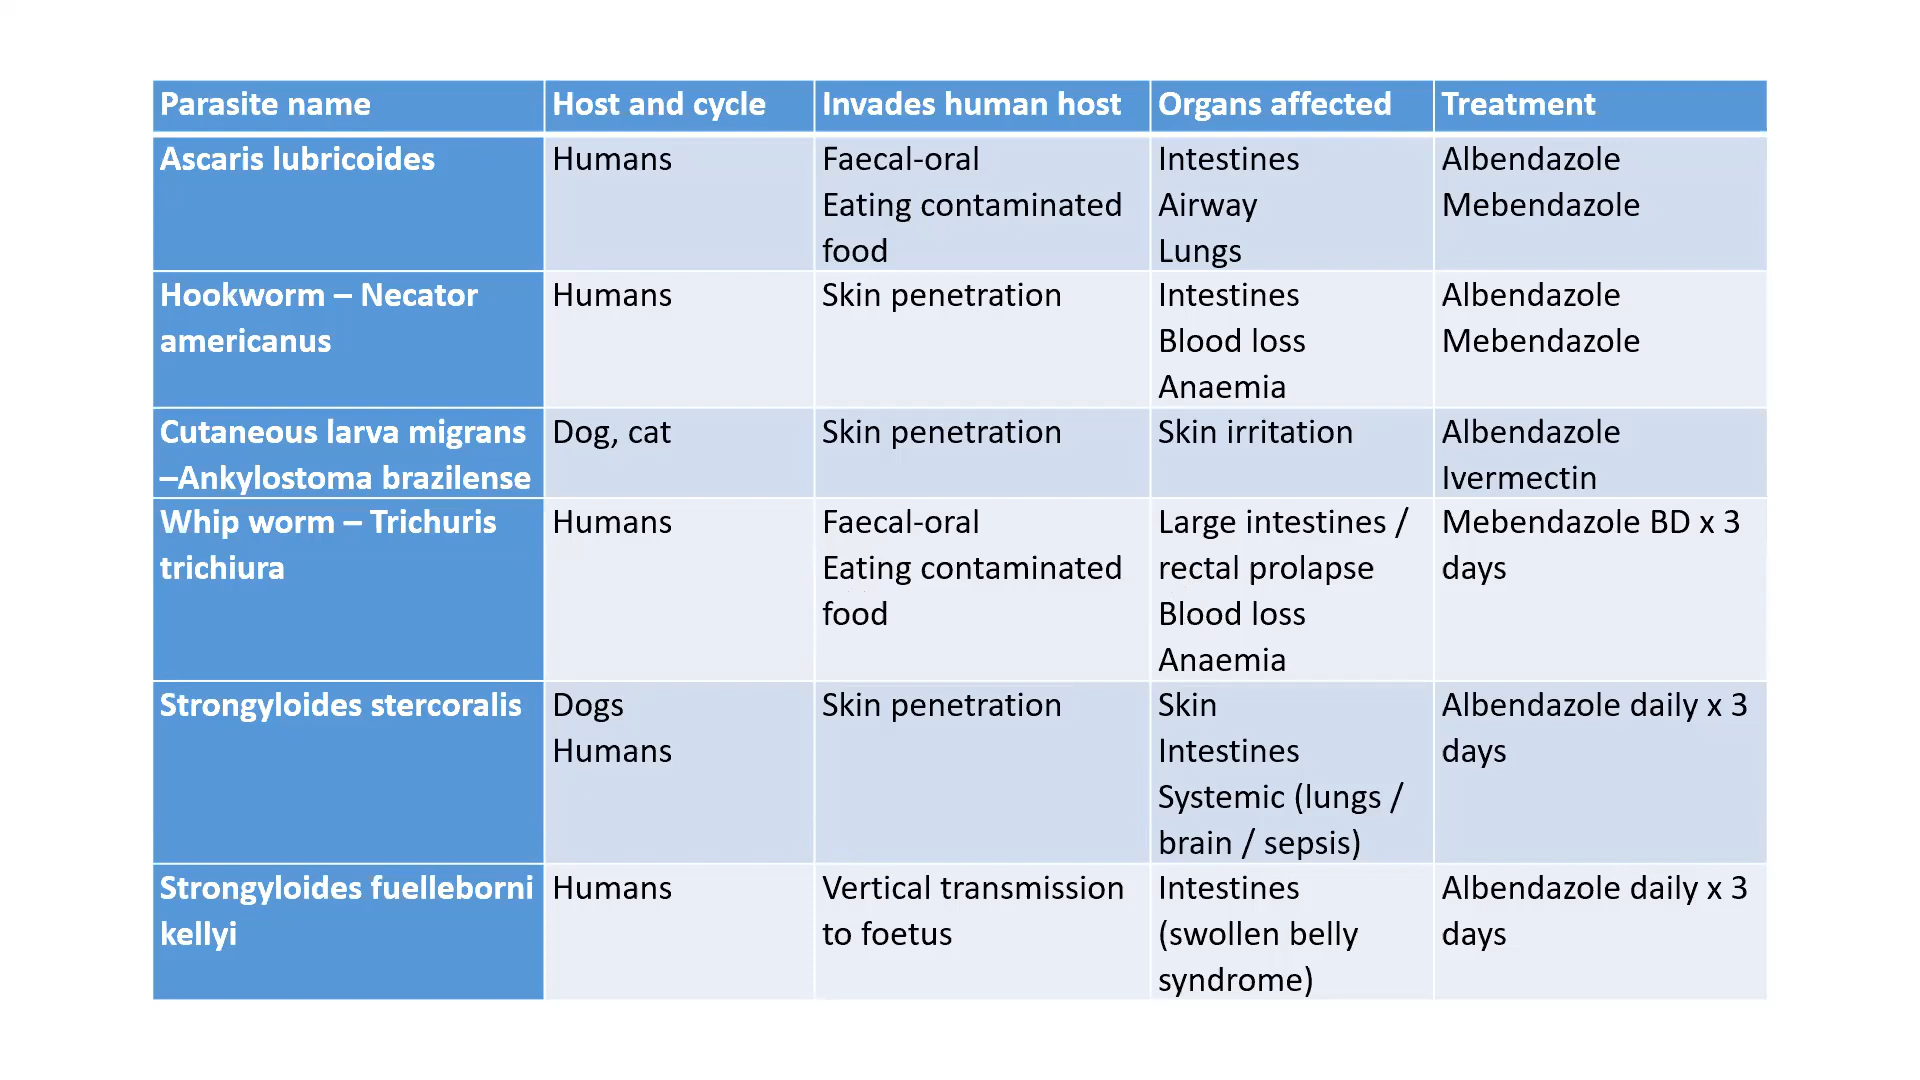 Parasite name
Host and cycle
Invades human host
Organs affected
Treatment
Ascaris lubricoides
Humans
Faecal-oral
Eating contaminated
food
Intestines
Airway
Lungs
Albendazole
Mebendazole
Hookworm – Necator
americanus
Humans
Skin penetration
Intestines
Blood loss
Anaemia
Albendazole
Mebendazole
Cutaneous larva migrans
–Ankylostoma brazilense
Dog, cat
Skin penetration
Skin irritation
Albendazole
Ivermectin
Whip worm – Trichuris
trichiura
Humans
Faecal-oral
Eating contaminated
food
Large intestines /
rectal prolapse
Blood loss
Anaemia
Mebendazole BD x 3
days
Strongyloides stercoralis
Dogs
Humans
Skin penetration
Skin
Intestines
Systemic (lungs /
brain / sepsis)
Albendazole daily x 3
days
Strongyloides fuelleborni
kellyi
Humans
Vertical transmission
to foetus
Intestines
(swollen belly
syndrome)
Albendazole daily x 3
days